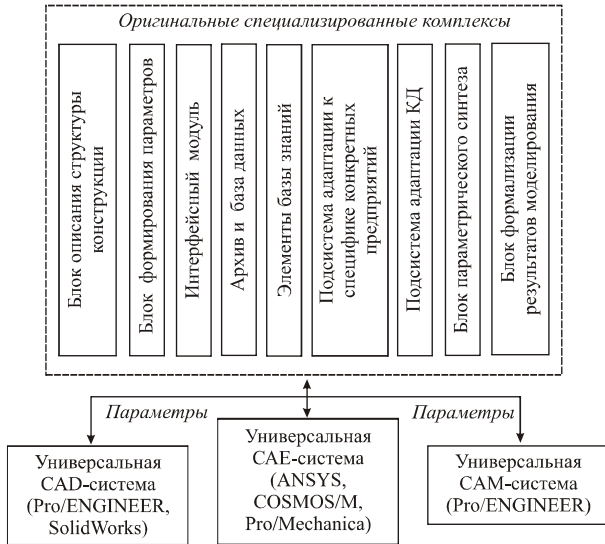 Оригинальные специализированные комплексы
Блок описания структуры
конструкции
Блок формирования параметров
Интерфейсный модуль
Архив и база данных
Элементы базы знаний
Подсистема адаптации к
специфике конкретных
предприятий
Подсистема адаптации КД
Блок параметрического синтеза
Блок формализации
результатов моделирования
Параметры
Параметры
Универсальная
CAD-система
(Pro/ENGINEER,
SolidWorks)
Универсальная
CAE-система
(ANSYS,
COSMOS/M,
Pro/Mechanica)
Универсальная
CAM-система
(Pro/ENGINEER)